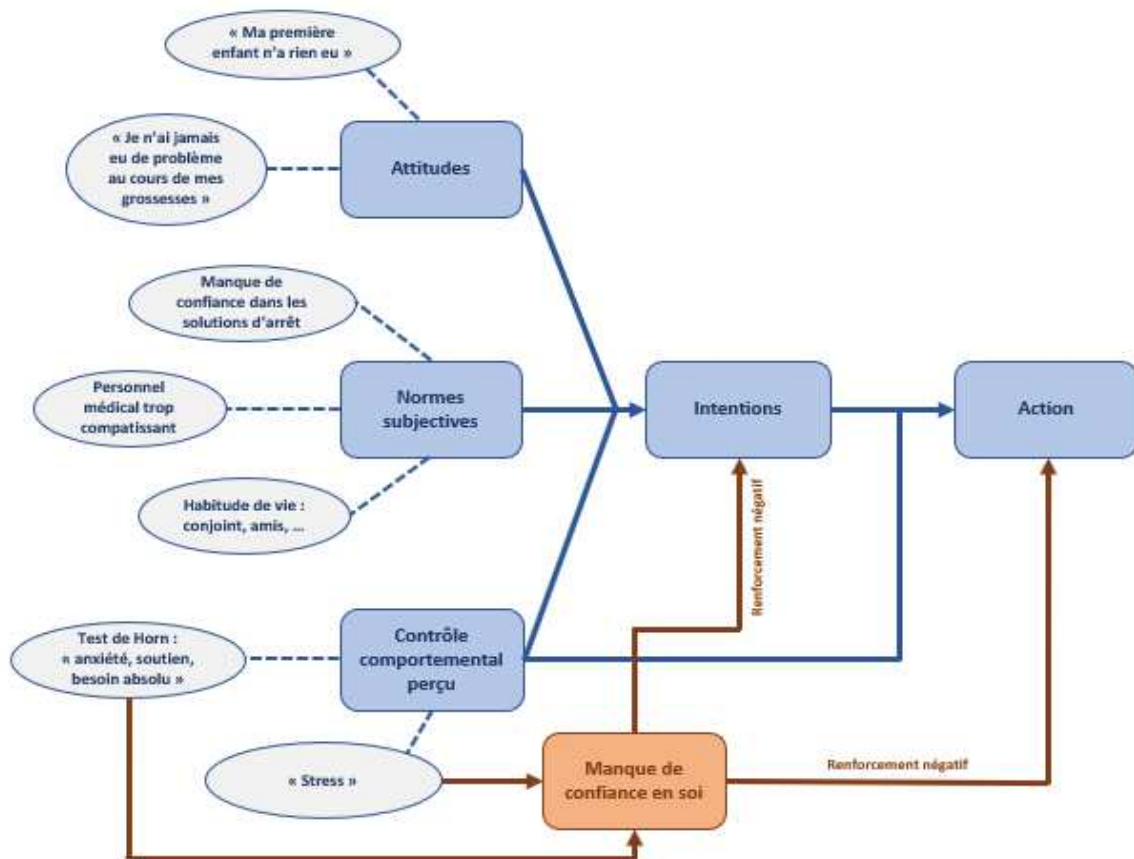 « Ma première
enfant n'a rien eu »
« Je n'ai jamais
eu de problème
au cours de mes
grossesses »
Attitudes
Manque de
confiance dans les
solutions d'arrêt
Personnel
médical trop
compatissant
Normes
subjectives
Intentions
Action
Habitude de vie :
conjoint, amis, ...
Renforcement négatif
Test de Horn :
« anxiété, soutien,
besoin absolu »
Contrôle
comportemental
perçu
« Stress »
Manque de
confiance en soi
Renforcement négatif